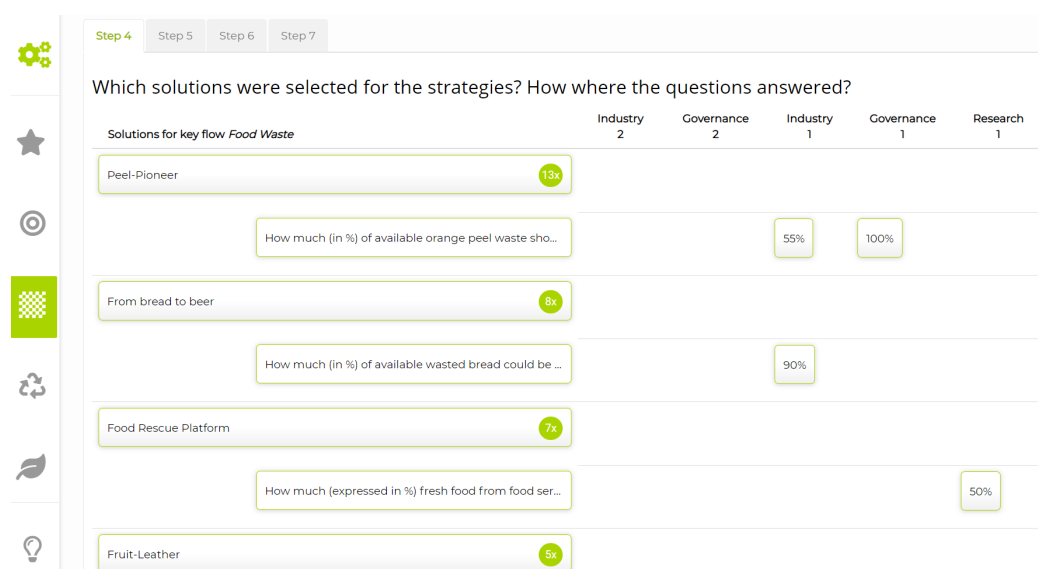 Step 4 Step 5 Step 6 Step 7
Which solutions were selected for the strategies? How where the questions answered?
Solutions for key flow Food Waste
Industry 2
Governance 2
Industry 1
Governance 1
Research 1
Peel-Pioneer 13x
How much (in %) of available orange peel waste sho... 55% 100%
From bread to beer 8x
How much (in %) of available wasted bread could be ... 90%
Food Rescue Platform 7x
How much (expressed in %) fresh food from food ser... 50%
Fruit-Leather 5x